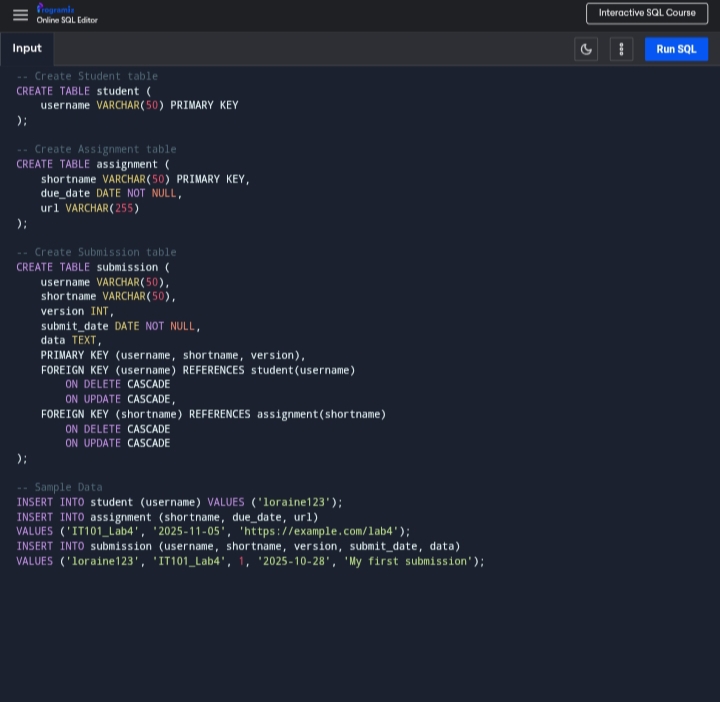 Programiz
Online SQL Editor
Interactive SQL Course
Input
Run SQL
-- Create Student table
CREATE TABLE student (
    username VARCHAR(50) PRIMARY KEY
);

-- Create Assignment table
CREATE TABLE assignment (
    shortname VARCHAR(50) PRIMARY KEY,
    due_date DATE NOT NULL,
    url VARCHAR(255)
);

-- Create Submission table
CREATE TABLE submission (
    username VARCHAR(50),
    shortname VARCHAR(50),
    version INT,
    submit_date DATE NOT NULL,
    data TEXT,
    PRIMARY KEY (username, shortname, version),
    FOREIGN KEY (username) REFERENCES student(username)
        ON DELETE CASCADE
        ON UPDATE CASCADE,
    FOREIGN KEY (shortname) REFERENCES assignment(shortname)
        ON DELETE CASCADE
        ON UPDATE CASCADE
);

-- Sample Data
INSERT INTO student (username) VALUES ('loraine123');
INSERT INTO assignment (shortname, due_date, url)
VALUES ('IT101_Lab4', '2025-11-05', 'https://example.com/lab4');
INSERT INTO submission (username, shortname, version, submit_date, data)
VALUES ('loraine123', 'IT101_Lab4', 1, '2025-10-28', 'My first submission');